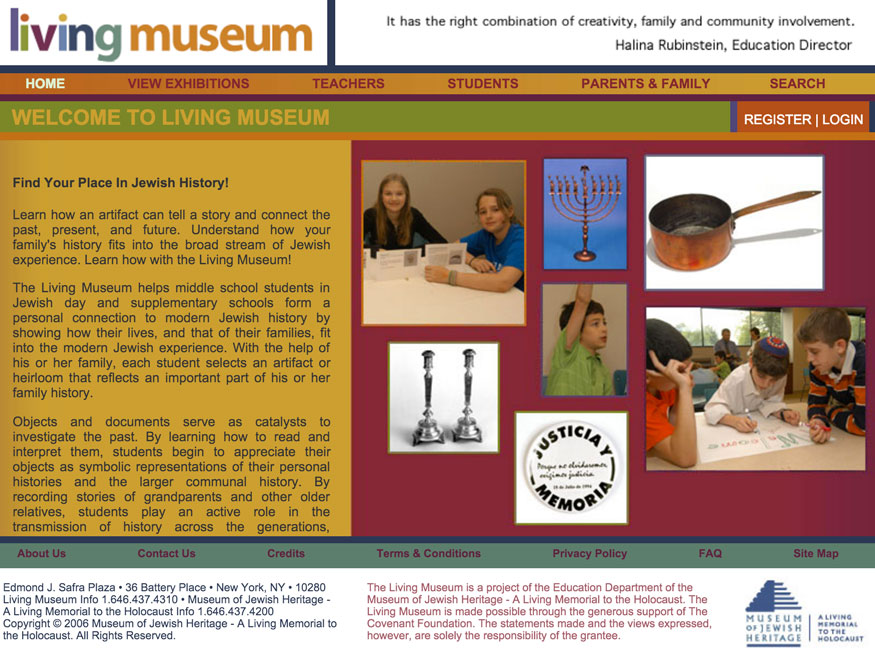 living museum
It has the right combination of creativity, family and community involvement.
Halina Rubinstein, Education Director
HOME VIEW EXHIBITIONS TEACHERS STUDENTS PARENTS & FAMILY SEARCH
WELCOME TO LIVING MUSEUM
REGISTER | LOGIN
Find Your Place In Jewish History!
Learn how an artifact can tell a story and connect the
past, present, and future. Understand how your
family's history fits into the broad stream of Jewish
experience. Learn how with the Living Museum!
The Living Museum helps middle school students in
Jewish day and supplementary schools form a
personal connection to modern Jewish history by
showing how their lives, and that of their families, fit
into the modern Jewish experience. With the help of
his or her family, each student selects an artifact or
heirloom that reflects an important part of his or her
family history.
Objects and documents serve as catalysts to
investigate the past. By learning how to read and
interpret them, students begin to appreciate their
objects as symbolic representations of their personal
histories and the larger communal history. By
recording stories of grandparents and other older
relatives, students play an active role in the
transmission of history across the generations,
JUSTICIA Y
Porque no olvidaremos
exigimos justicia
18 de Julio de 1994
MEMORIA
About Us Contact Us Credits Terms & Conditions Privacy Policy FAQ Site Map
Edmond J. Safra Plaza • 36 Battery Place • New York, NY • 10280
Living Museum Info 1.646.437.4310 • Museum of Jewish Heritage -
A Living Memorial to the Holocaust Info 1.646.437.4200
Copyright © 2006 Museum of Jewish Heritage - A Living Memorial to
the Holocaust. All Rights Reserved.
The Living Museum is a project of the Education Department of the
Museum of Jewish Heritage - A Living Memorial to the Holocaust. The
Living Museum is made possible through the generous support of The
Covenant Foundation. The statements made and the views expressed,
however, are solely the responsibility of the grantee.
MUSEUM
OF JEWISH
HERITAGE
A LIVING
MEMORIAL
TO THE
HOLOCAUST